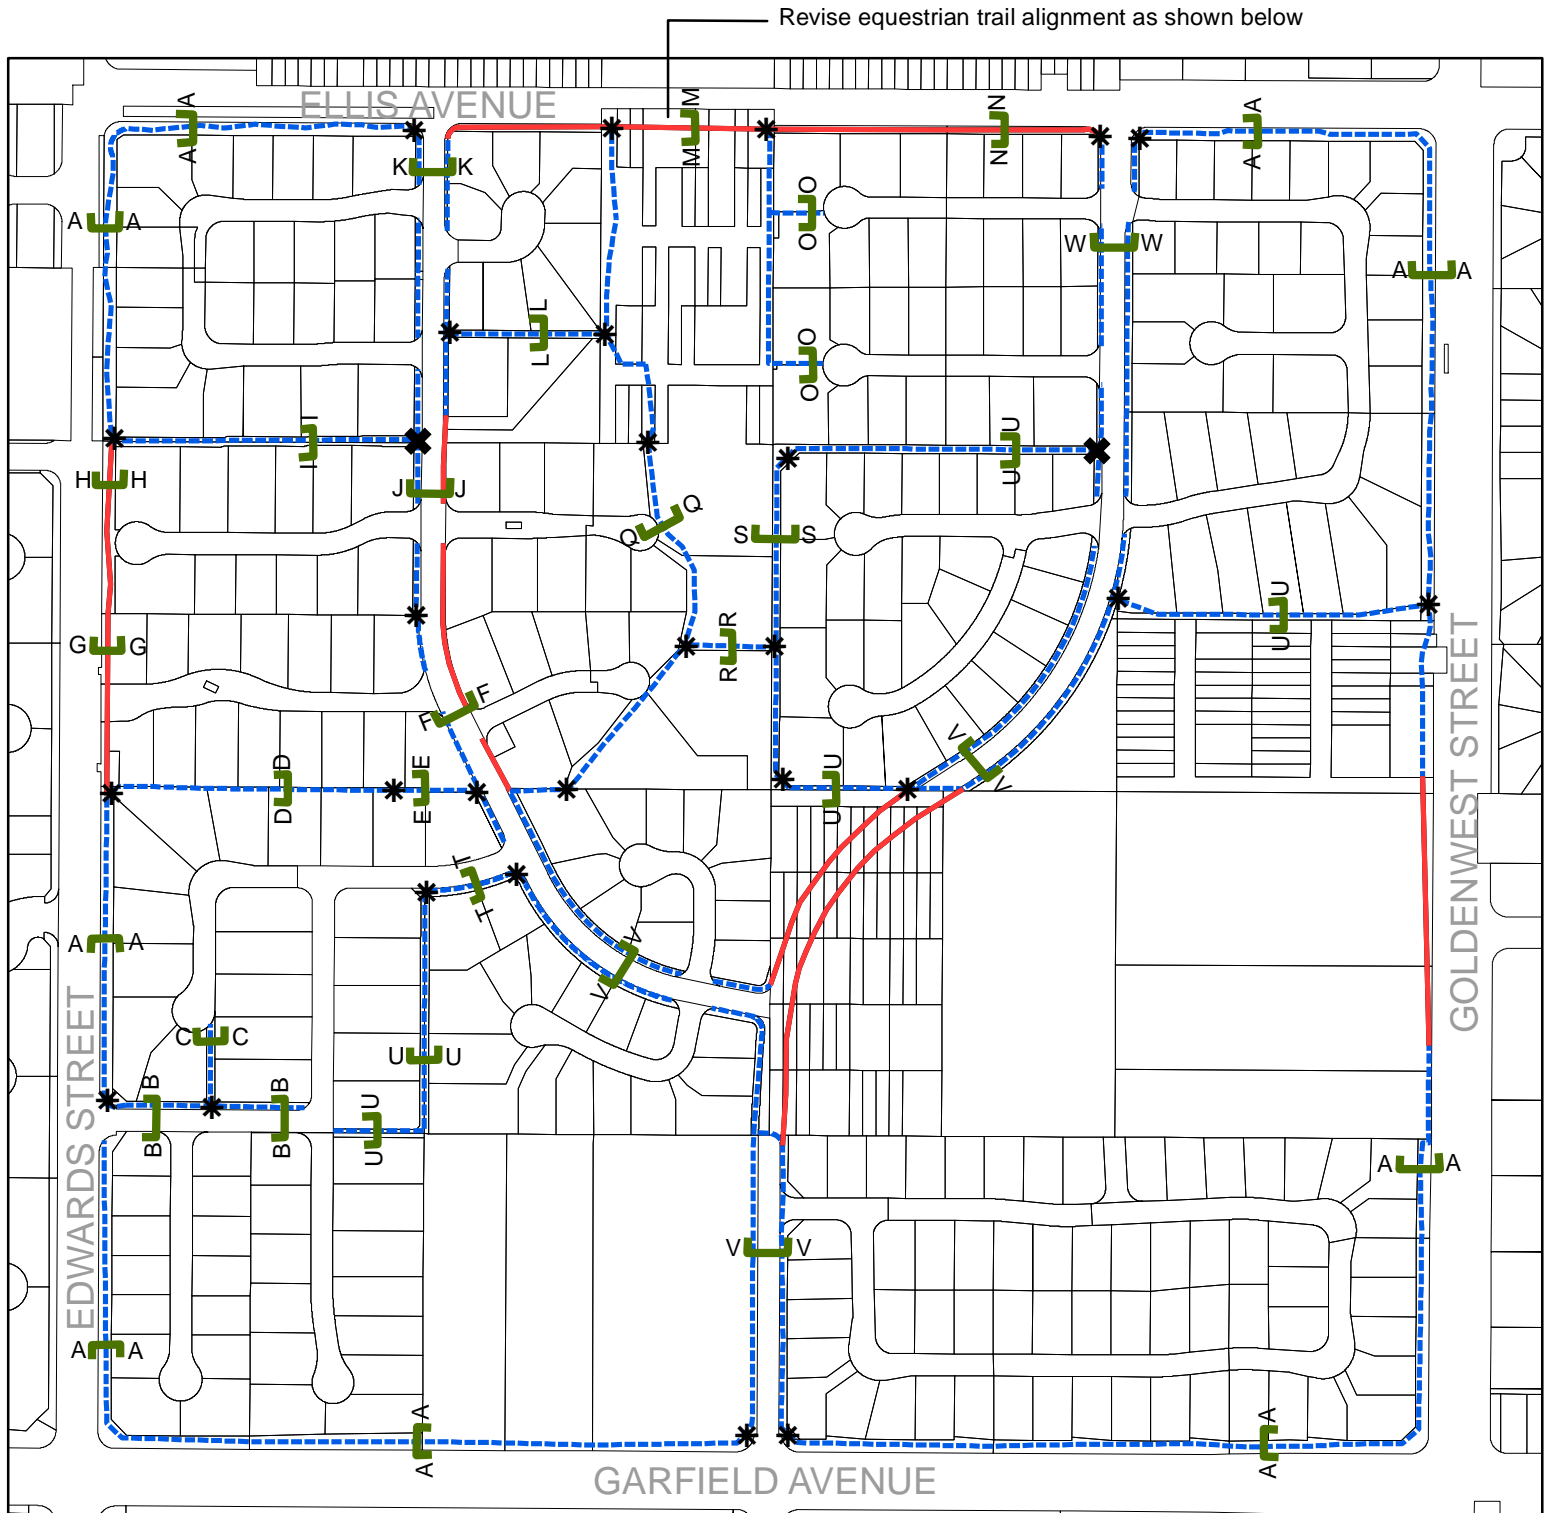 Revise equestrian trail alignment as shown below
ELLIS AVENUE
A
A
M
M
N
N
A
A
K K
O
O
A A
W W
A A
L
L
O
O
I
I
U
U
H H
J J
Q Q
S S
U
U
G G
R
R
F F
GOLDENWEST STREET
V
V
D
D
E
E
U
U
T
T
A A
V
V
C C
U U
B
B
B
B
U
U
EDWARDS STREET
A A
V V
A A
A
A
A
A
GARFIELD AVENUE